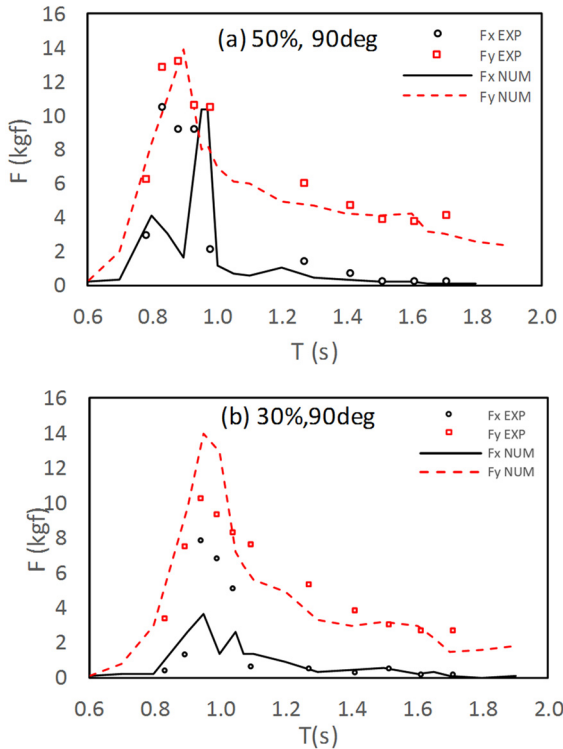 (a) 50%, 90deg
Fx EXP
Fy EXP
Fx NUM
Fy NUM
16
14
12
10
8
6
4
2
0
F (kgf)
0.6 0.8 1.0 1.2 1.4 1.6 1.8 2.0
T (s)
(b) 30%,90deg
Fx EXP
Fy EXP
Fx NUM
Fy NUM
16
14
12
10
8
6
4
2
0
F (kgf)
0.6 0.8 1.0 1.2 1.4 1.6 1.8 2.0
T(s)